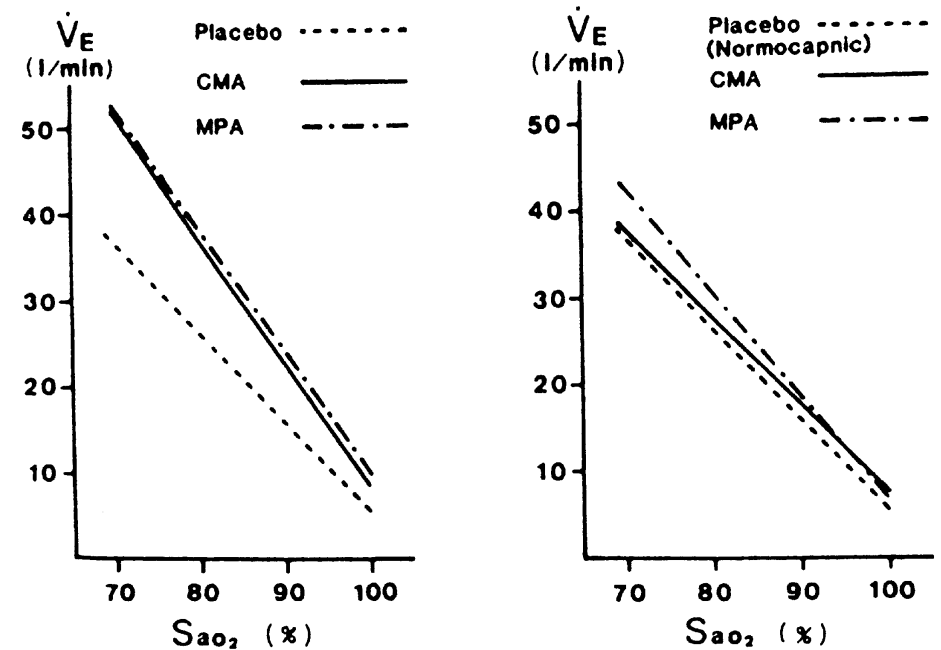 V̇E
(l/min)
Placebo
CMA
MPA
50
40
30
20
10
70 80 90 100
Sao₂ (%)
V̇E
(l/min)
Placebo
(Normocapnic)
CMA
MPA
50
40
30
20
10
70 80 90 100
Sao₂ (%)